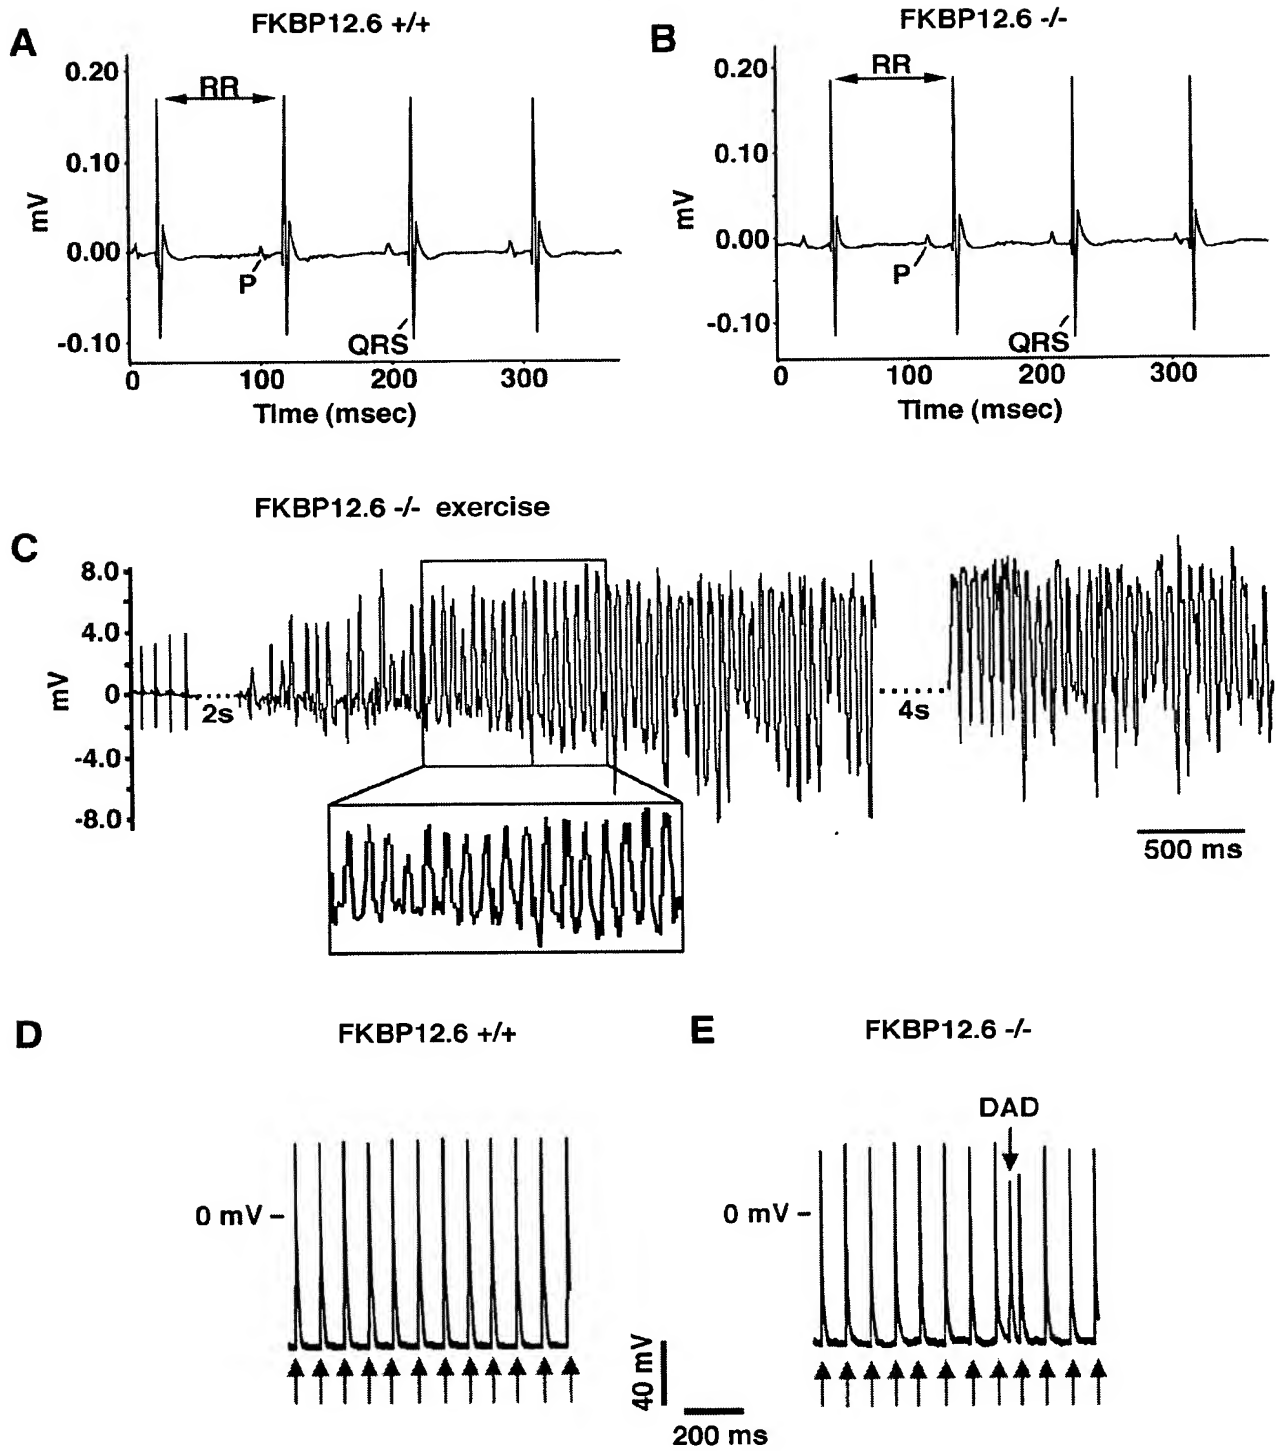 A
FKBP12.6 +/+
0.20
0.10
0.00
-0.10
mV
RR
P
QRS
0 100 200 300
Time (msec)
B
FKBP12.6 -/-
0.20
0.10
0.00
-0.10
mV
RR
P
QRS
0 100 200 300
Time (msec)
C
FKBP12.6 -/- exercise
8.0
4.0
0
-4.0
-8.0
mV
2s
4s
500 ms
D
FKBP12.6 +/+
0 mV
E
FKBP12.6 -/-
DAD
0 mV
40 mV
200 ms